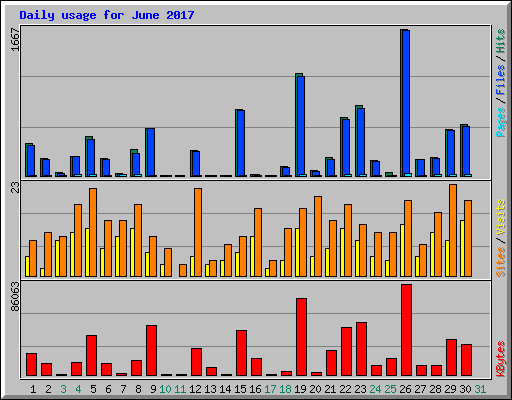 Daily usage for June 2017
1667
Pages/Files/Hits
23
Sites/Visits
86063
KBytes
1 2 3 4 5 6 7 8 9 10 11 12 13 14 15 16 17 18 19 20 21 22 23 24 25 26 27 28 29 30 31